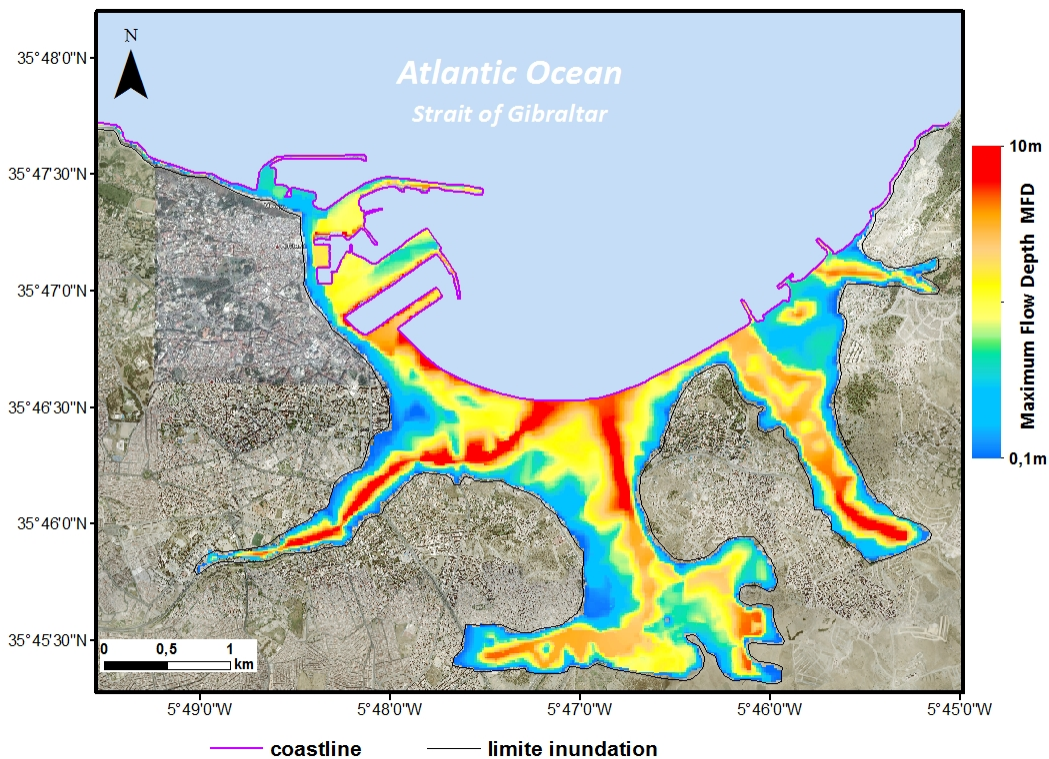 N
Atlantic Ocean
Strait of Gibraltar
35°48'0"N
35°47'30"N
35°47'0"N
35°46'30"N
35°46'0"N
35°45'30"N
10m
Maximum Flow Depth MFD
0,1m
0 0,5 1
km
5°49'0"W 5°48'0"W 5°47'0"W 5°46'0"W 5°45'0"W
coastline limite inundation